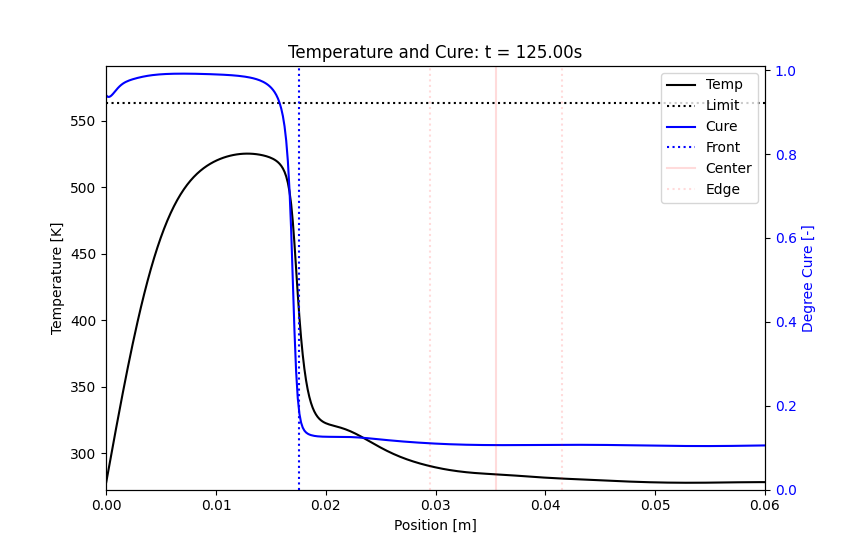 Temperature and Cure: t = 125.00s
Temperature [K]
550
500
450
400
350
300
Temp
Limit
Cure
Front
Center
Edge
1.0
0.8
0.6
0.4
0.2
0.0
Degree Cure [-]
0.00 0.01 0.02 0.03 0.04 0.05 0.06
Position [m]